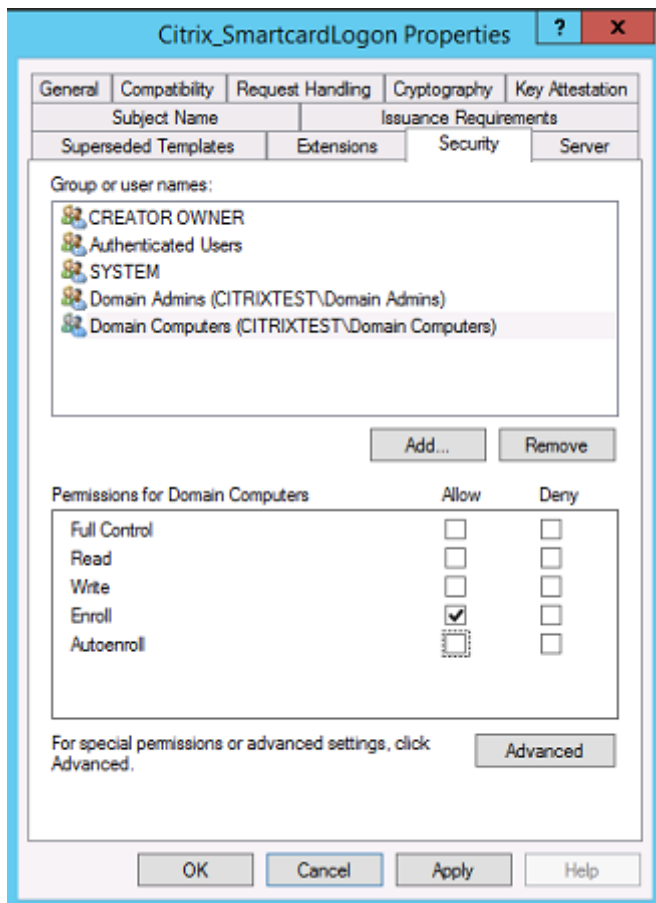 Citrix_SmartcardLogon Properties ? x
General Compatibility Request Handling Cryptography Key Attestation
Subject Name Issuance Requirements
Superseded Templates Extensions Security Server
Group or user names:
CREATOR OWNER
Authenticated Users
SYSTEM
Domain Admins (CITRIXTEST\Domain Admins)
Domain Computers (CITRIXTEST\Domain Computers)
Add... Remove
Permissions for Domain Computers Allow Deny
Full Control
Read
Write
Enroll
Autoenroll
For special permissions or advanced settings, click
Advanced. Advanced
OK Cancel Apply Help